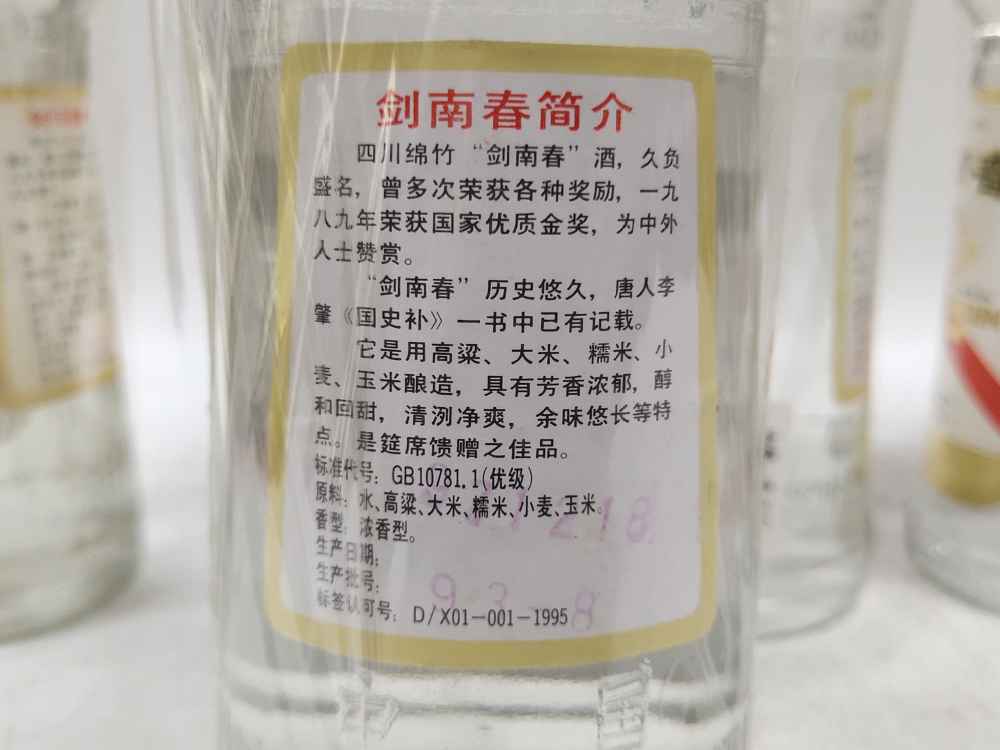 剑南春简介
四川绵竹“剑南春”酒，久负
盛名，曾多次荣获各种奖励，一九
八九年荣获国家优质金奖，为中外
人士赞赏。
“剑南春”历史悠久，唐人李
肇《国史补》一书中已有记载。
它是用高粱、大米、糯米、小
麦、玉米酿造，具有芳香浓郁，醇
和回甜，清洌净爽，余味悠长等特
点。是筵席馈赠之佳品。
标准代号：GB10781.1(优级)
原料：水、高粱、大米、糯米、小麦、玉米。
香型：浓香型。
生产日期：
生产批号：
标签认可号：D/X01-001-1995